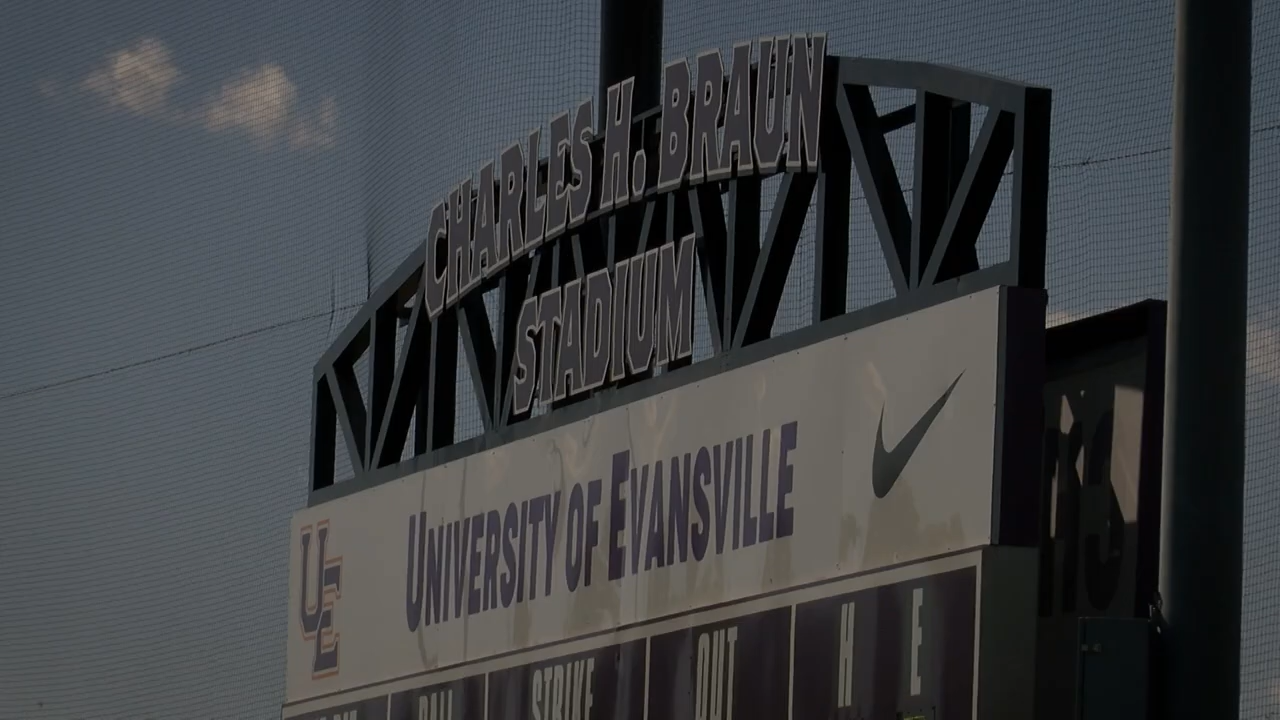 CHARLES H. BRAUN
STADIUM
UNIVERSITY OF EVANSVILLE
UE
BALL STRIKE OUT H E